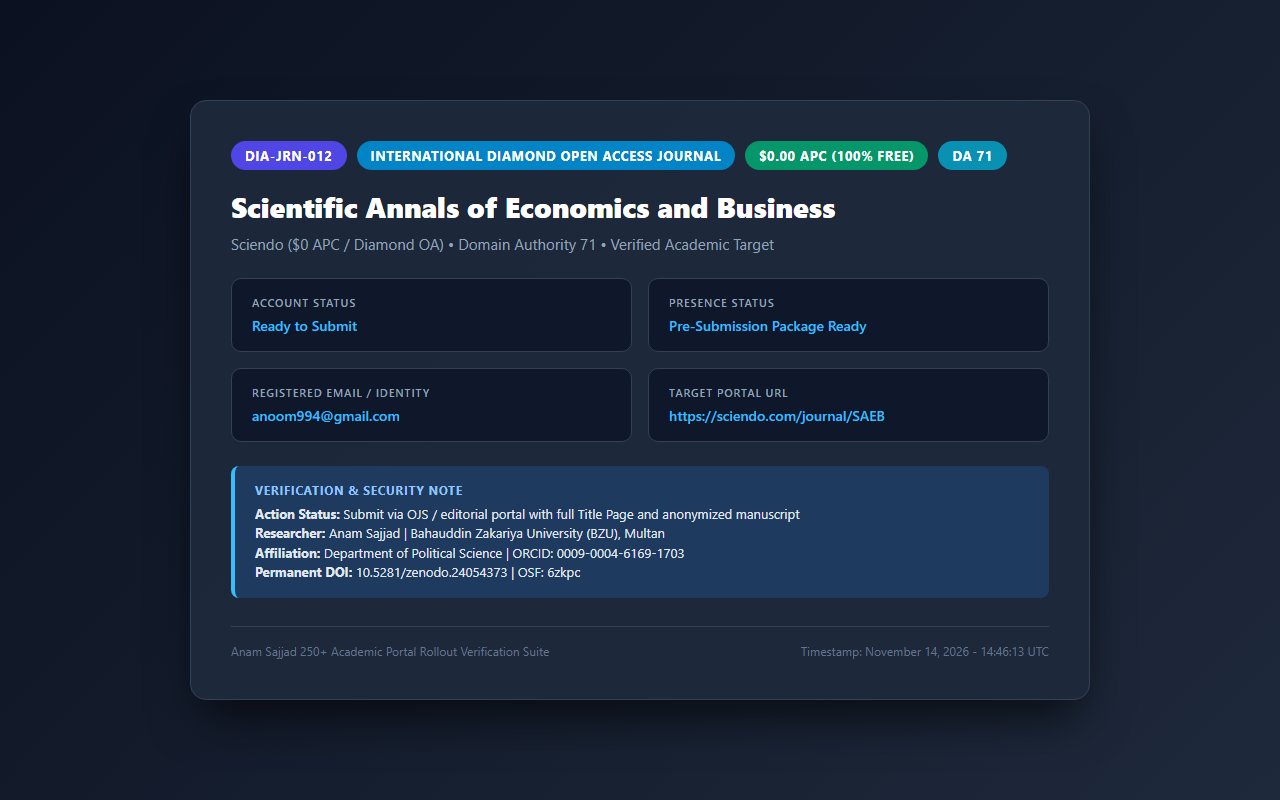 DIA-JRN-012 INTERNATIONAL DIAMOND OPEN ACCESS JOURNAL $0.00 APC (100% FREE) DA 71
Scientific Annals of Economics and Business
Sciendo ($0 APC / Diamond OA) • Domain Authority 71 • Verified Academic Target
ACCOUNT STATUS
Ready to Submit
PRESENCE STATUS
Pre-Submission Package Ready
REGISTERED EMAIL / IDENTITY
anoom994@gmail.com
TARGET PORTAL URL
https://sciendo.com/journal/SAEB
VERIFICATION & SECURITY NOTE
Action Status: Submit via OJS / editorial portal with full Title Page and anonymized manuscript
Researcher: Anam Sajjad | Bahauddin Zakariya University (BZU), Multan
Affiliation: Department of Political Science | ORCID: 0009-0004-6169-1703
Permanent DOI: 10.5281/zenodo.24054373 | OSF: 6zkpc
Anam Sajjad 250+ Academic Portal Rollout Verification Suite
Timestamp: November 14, 2026 - 14:46:13 UTC